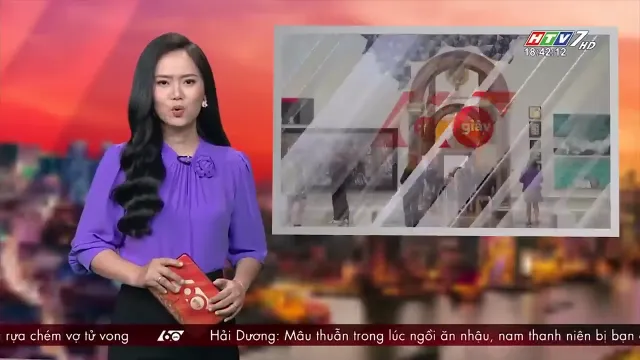 HTV7 HD
18:42:12
giây
rựa chém vợ tử vong
60 Hải Dương: Mâu thuẫn trong lúc ngồi ăn nhậu, nam thanh niên bị bạn